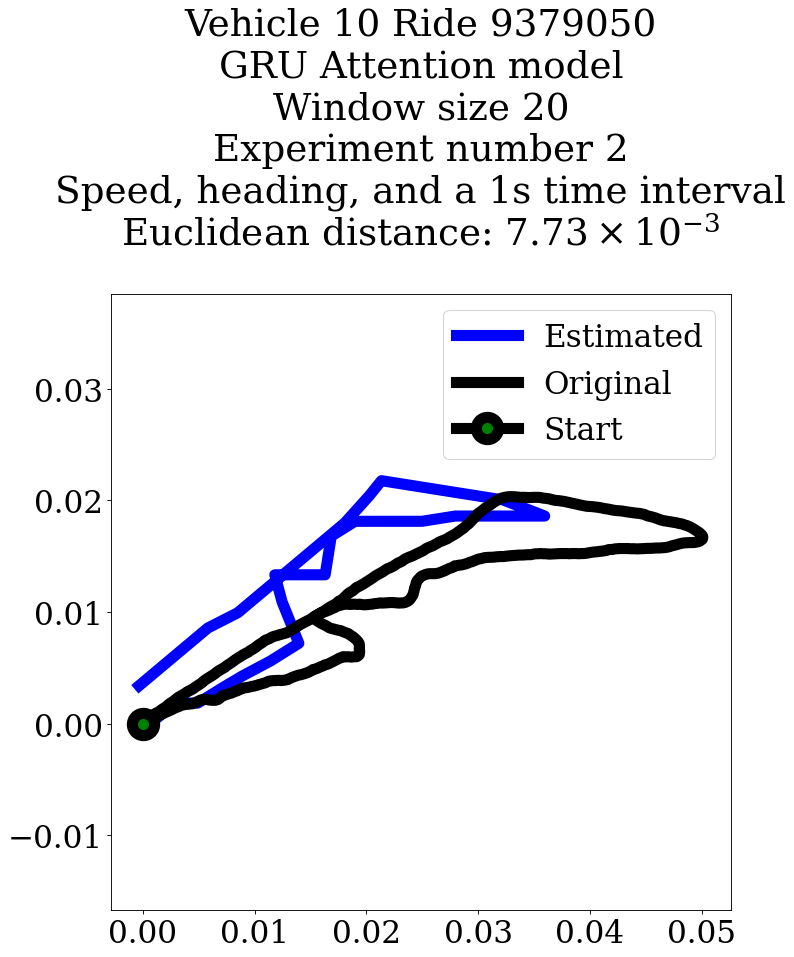 Vehicle 10 Ride 9379050
GRU Attention model
Window size 20
Experiment number 2
Speed, heading, and a 1s time interval
Euclidean distance: 7.73 × 10⁻³
Estimated
Original
Start
0.03
0.02
0.01
0.00
−0.01
0.00 0.01 0.02 0.03 0.04 0.05